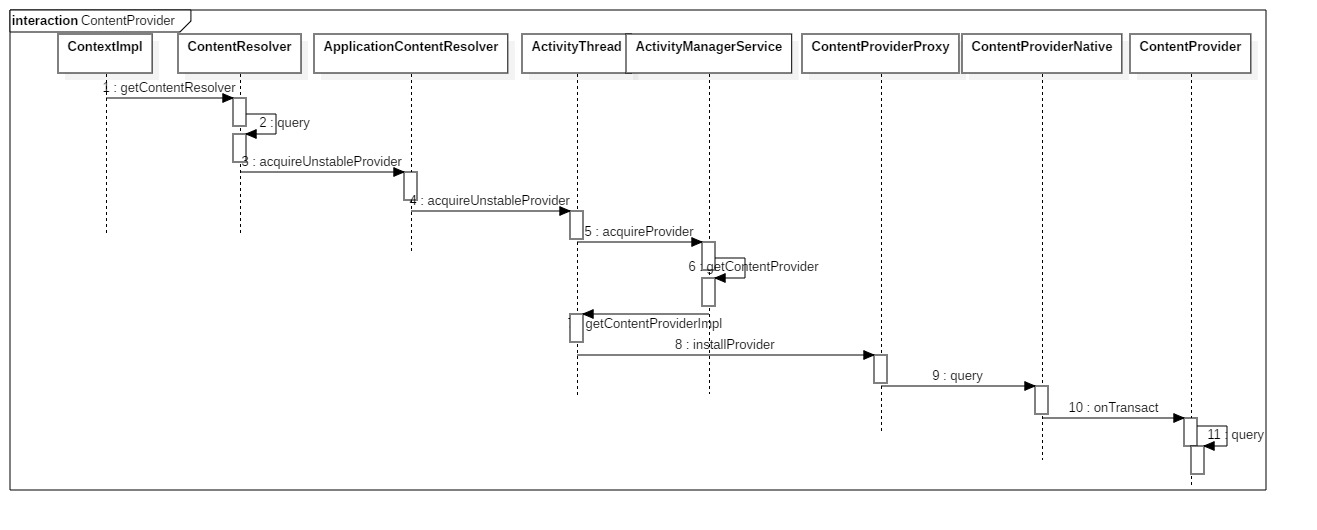 interaction ContentProvider
ContextImpl
ContentResolver
ApplicationContentResolver
ActivityThread
ActivityManagerService
ContentProviderProxy
ContentProviderNative
ContentProvider
1 : getContentResolver
2 : query
3 : acquireUnstableProvider
4 : acquireUnstableProvider
5 : acquireProvider
6 : getContentProvider
getContentProviderImpl
8 : installProvider
9 : query
10 : onTransact
11 : query